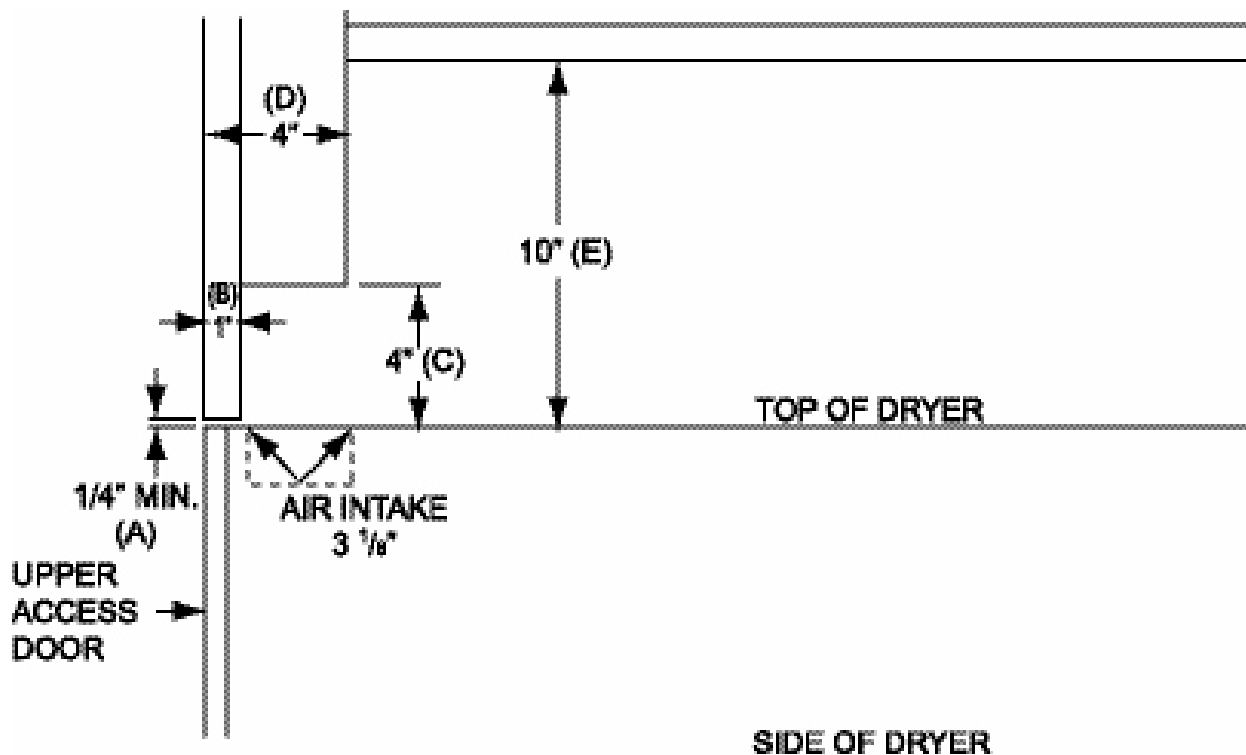 (D)
4"
10" (E)
(B)
1"
4" (C)
TOP OF DRYER
1/4" MIN.
(A)
AIR INTAKE
3 1/8"
UPPER
ACCESS
DOOR
SIDE OF DRYER